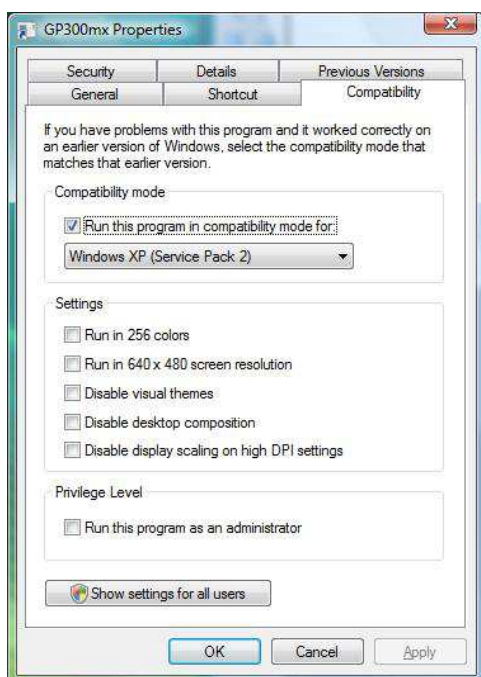 GP300mx Properties
Security Details Previous Versions
General Shortcut Compatibility
If you have problems with this program and it worked correctly on
an earlier version of Windows, select the compatibility mode that
matches that earlier version.
Compatibility mode
Run this program in compatibility mode for:
Windows XP (Service Pack 2)
Settings
Run in 256 colors
Run in 640 x 480 screen resolution
Disable visual themes
Disable desktop composition
Disable display scaling on high DPI settings
Privilege Level
Run this program as an administrator
Show settings for all users
OK Cancel Apply